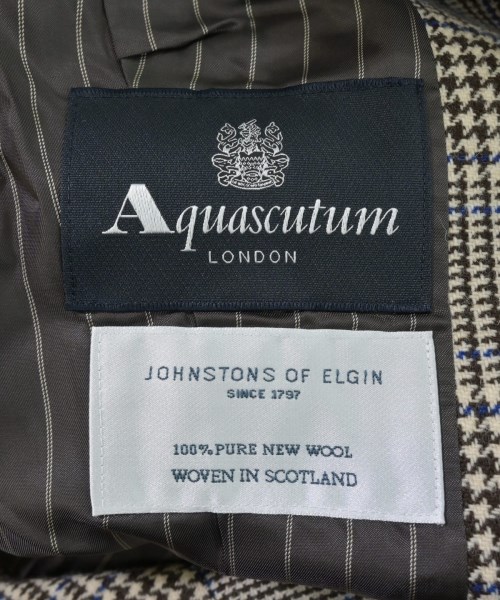 Aquascutum
LONDON
JOHNSTONS OF ELGIN
SINCE 1797
100% PURE NEW WOOL
WOVEN IN SCOTLAND